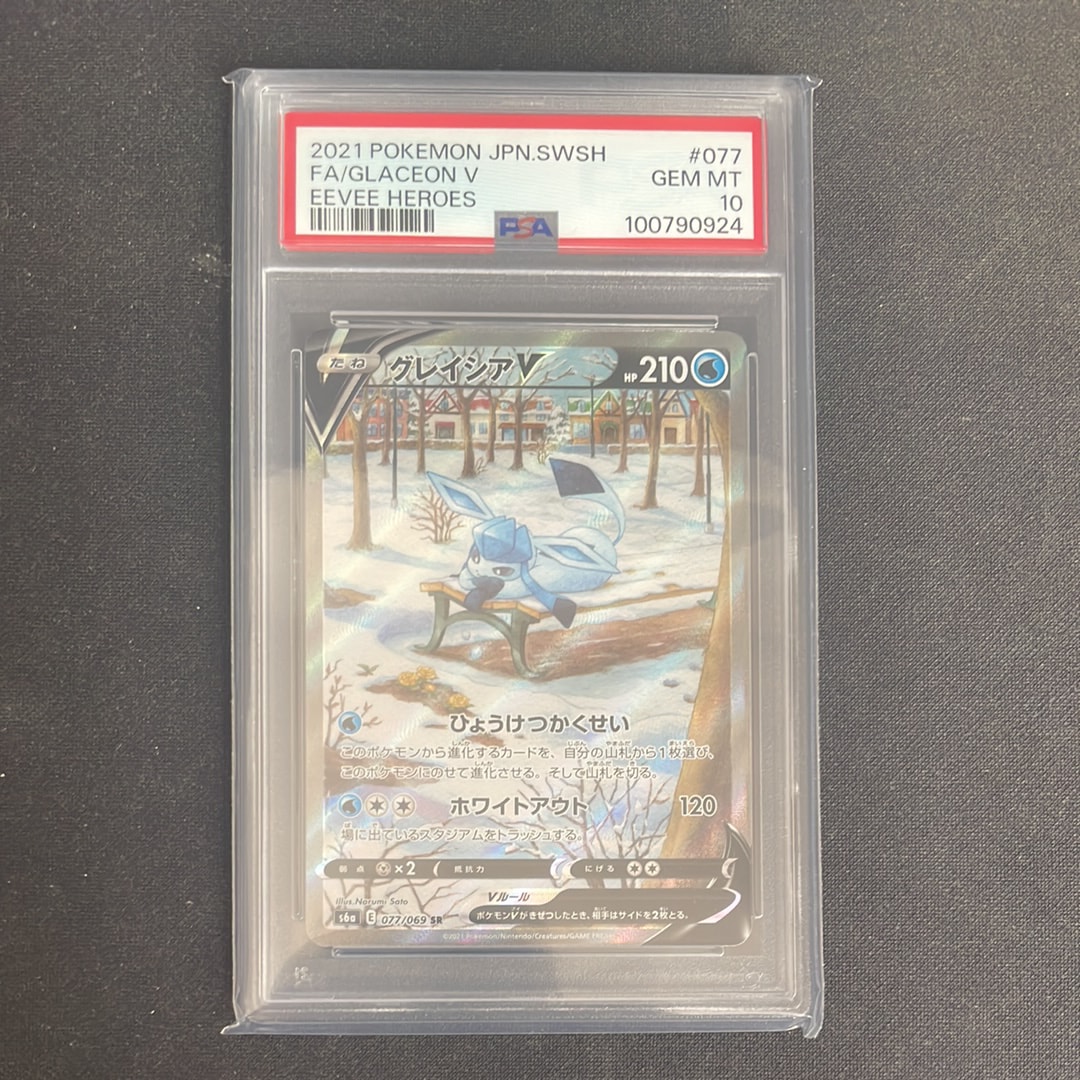 2021 POKEMON JPN.SWSH #077
FA/GLACEON V GEM MT
EEVEE HEROES 10
PSA 100790924
たね グレイシアV HP 210
ひょうけつかくせい
このポケモンから進化するカードを、自分の山札から1枚選び、
このポケモンにのせて進化させる。そして山札を切る。
ホワイトアウト 120
場に出ているスタジアムをトラッシュする。
弱点 ×2 抵抗力 にげる
Illus. Narumi Sato
Vルール
s6a E 077/069 SR ポケモンVがきぜつしたとき、相手はサイドを2枚とる。
©2021 Pokémon/Nintendo/Creatures/GAME FREAK